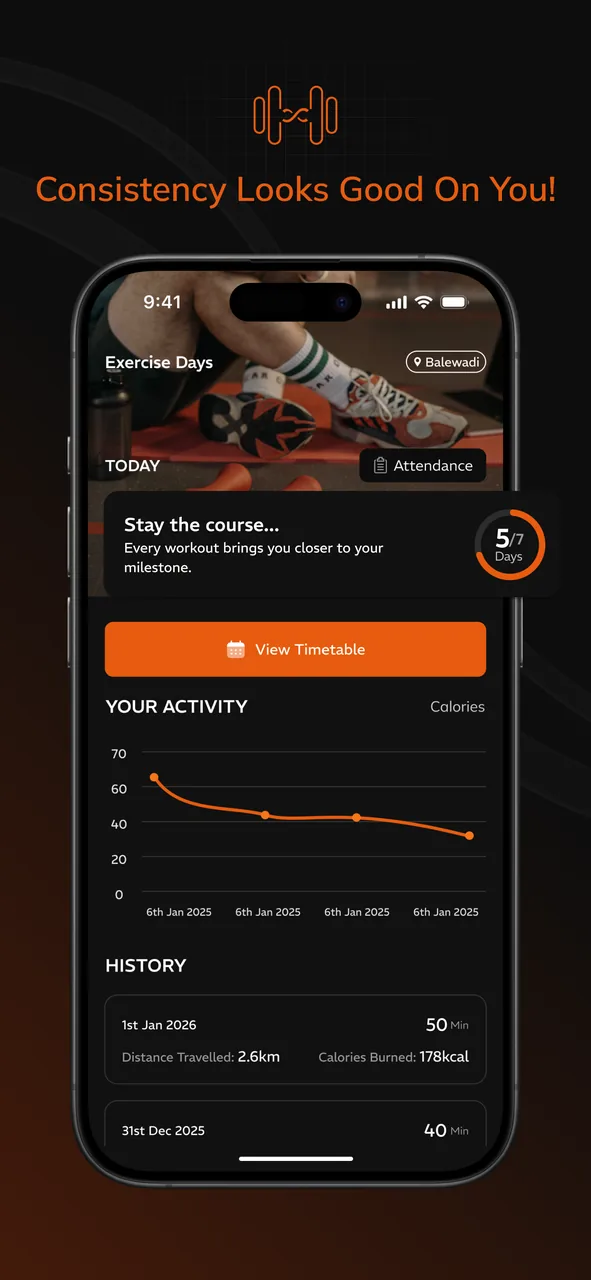 Consistency Looks Good On You!
9:41
Exercise Days
Balewadi
TODAY
Attendance
Stay the course...
Every workout brings you closer to your
milestone.
5/7
Days
View Timetable
YOUR ACTIVITY
Calories
70
60
40
20
0
6th Jan 2025 6th Jan 2025 6th Jan 2025 6th Jan 2025
HISTORY
1st Jan 2026
50 Min
Distance Travelled: 2.6km
Calories Burned: 178kcal
31st Dec 2025
40 Min